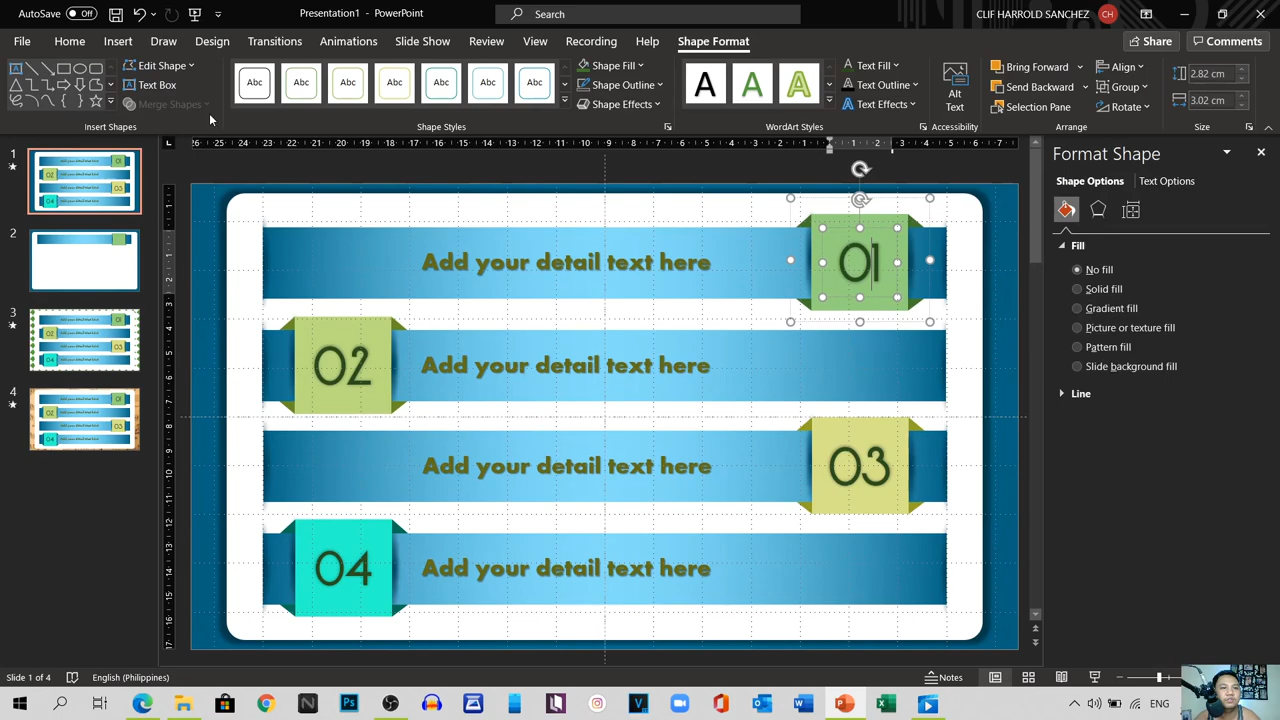 AutoSave Off
Presentation1 - PowerPoint
Search
CLIF HARROLD SANCHEZ CH
File Home Insert Draw Design Transitions Animations Slide Show Review View Recording Help Shape Format
Share Comments
Edit Shape
Text Box
Merge Shapes
Insert Shapes
Abc Abc Abc Abc Abc Abc Abc
Shape Fill
Shape Outline
Shape Effects
Shape Styles
A A A
Text Fill
Text Outline
Text Effects
WordArt Styles
Alt
Text
Accessibility
Bring Forward
Send Backward
Selection Pane
Align
Group
Rotate
Arrange
2.82 cm
3.02 cm
Size
1
2
3
4
Add your detail text here 01
02 Add your detail text here
Add your detail text here 03
04 Add your detail text here
Format Shape
Shape Options Text Options
Fill
No fill
Solid fill
Gradient fill
Picture or texture fill
Pattern fill
Slide background fill
Line
Slide 1 of 4
English (Philippines)
Notes
ENG